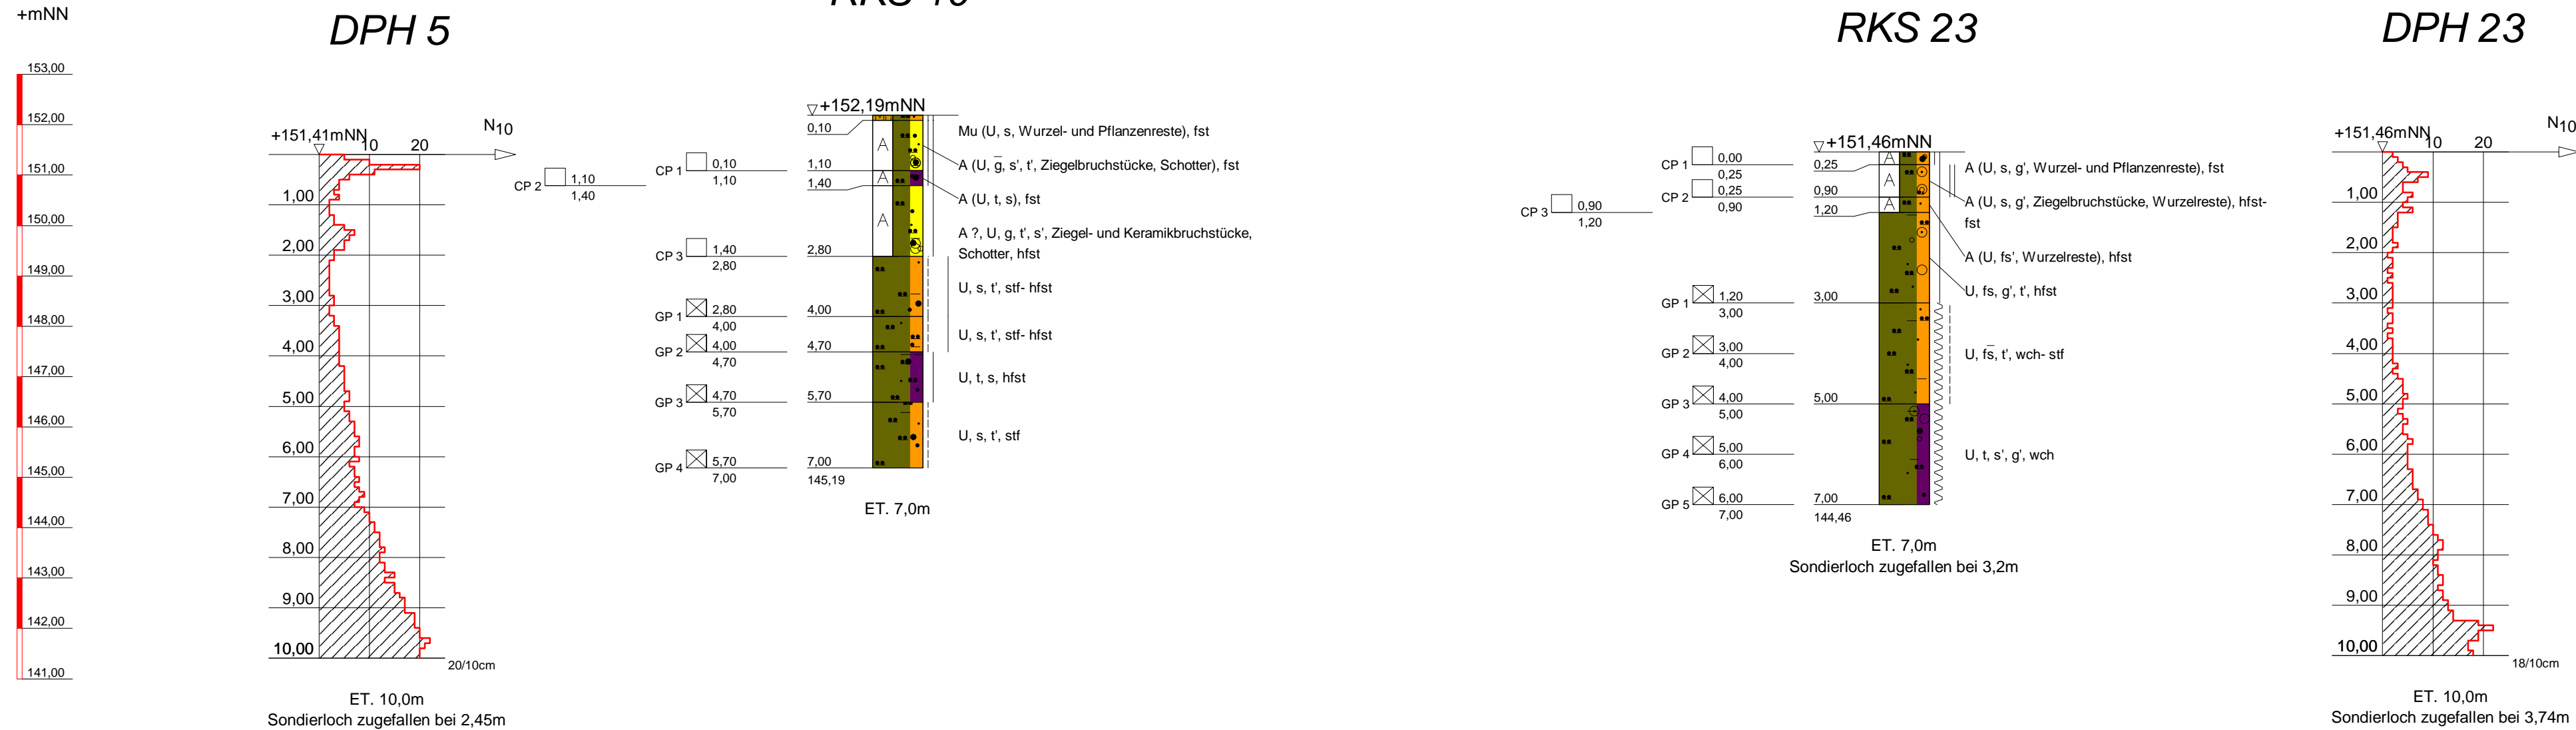 +mNN
153,00
152,00
151,00
150,00
149,00
148,00
147,00
146,00
145,00
144,00
143,00
142,00
141,00
DPH 5
+151,41mNN
10 20
N10
1,00
2,00
3,00
4,00
5,00
6,00
7,00
8,00
9,00
10,00
20/10cm
ET. 10,0m
Sondierloch zugefallen bei 2,45m
+152,19mNN
CP 1 0,10
1,10
CP 2 1,10
1,40
CP 3 1,40
2,80
GP 1 2,80
4,00
GP 2 4,00
4,70
GP 3 4,70
5,70
GP 4 5,70
7,00
0,10
1,10
1,40
2,80
4,00
4,70
5,70
7,00
145,19
A
A
A
Mu (U, s, Wurzel- und Pflanzenreste), fst
A (U, g̅, s', t', Ziegelbruchstücke, Schotter), fst
A (U, t, s), fst
A ?, U, g, t', s', Ziegel- und Keramikbruchstücke,
Schotter, hfst
U, s, t', stf- hfst
U, s, t', stf- hfst
U, t, s, hfst
U, s, t', stf
ET. 7,0m
RKS 23
+151,46mNN
CP 1 0,00
0,25
CP 2 0,25
0,90
CP 3 0,90
1,20
GP 1 1,20
3,00
GP 2 3,00
4,00
GP 3 4,00
5,00
GP 4 5,00
6,00
GP 5 6,00
7,00
0,25
0,90
1,20
3,00
5,00
7,00
144,46
A
A
A
A (U, s, g', Wurzel- und Pflanzenreste), fst
A (U, s, g', Ziegelbruchstücke, Wurzelreste), hfst-
fst
A (U, fs', Wurzelreste), hfst
U, fs, g', t', hfst
U, fs̅, t', wch- stf
U, t, s', g', wch
ET. 7,0m
Sondierloch zugefallen bei 3,2m
DPH 23
+151,46mNN
10 20
N10
1,00
2,00
3,00
4,00
5,00
6,00
7,00
8,00
9,00
10,00
18/10cm
ET. 10,0m
Sondierloch zugefallen bei 3,74m